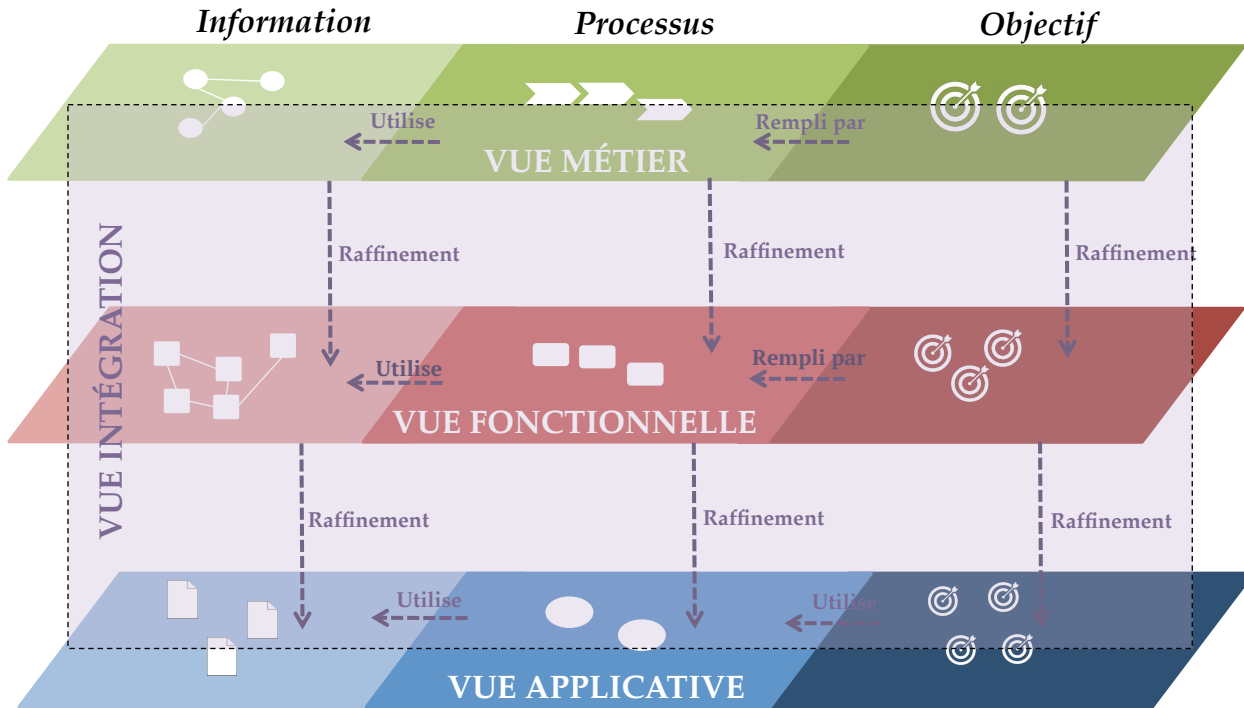 Information
Processus
Objectif
Utilise
Rempli par
VUE MÉTIER
Raffinement
Raffinement
Raffinement
VUE INTÉGRATION
Utilise
Rempli par
VUE FONCTIONNELLE
Raffinement
Raffinement
Raffinement
Utilise
Utilise
VUE APPLICATIVE